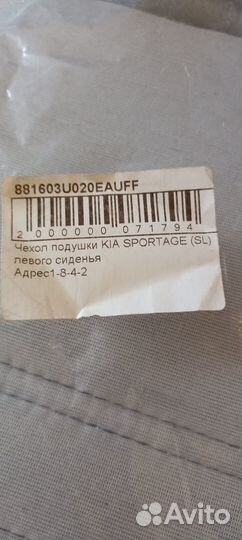 881603U020EAUFF
2 000000 071794
Чехол подушки KIA SPORTAGE (SL)
левого сиденья
Адрес1-8-4-2
Avito